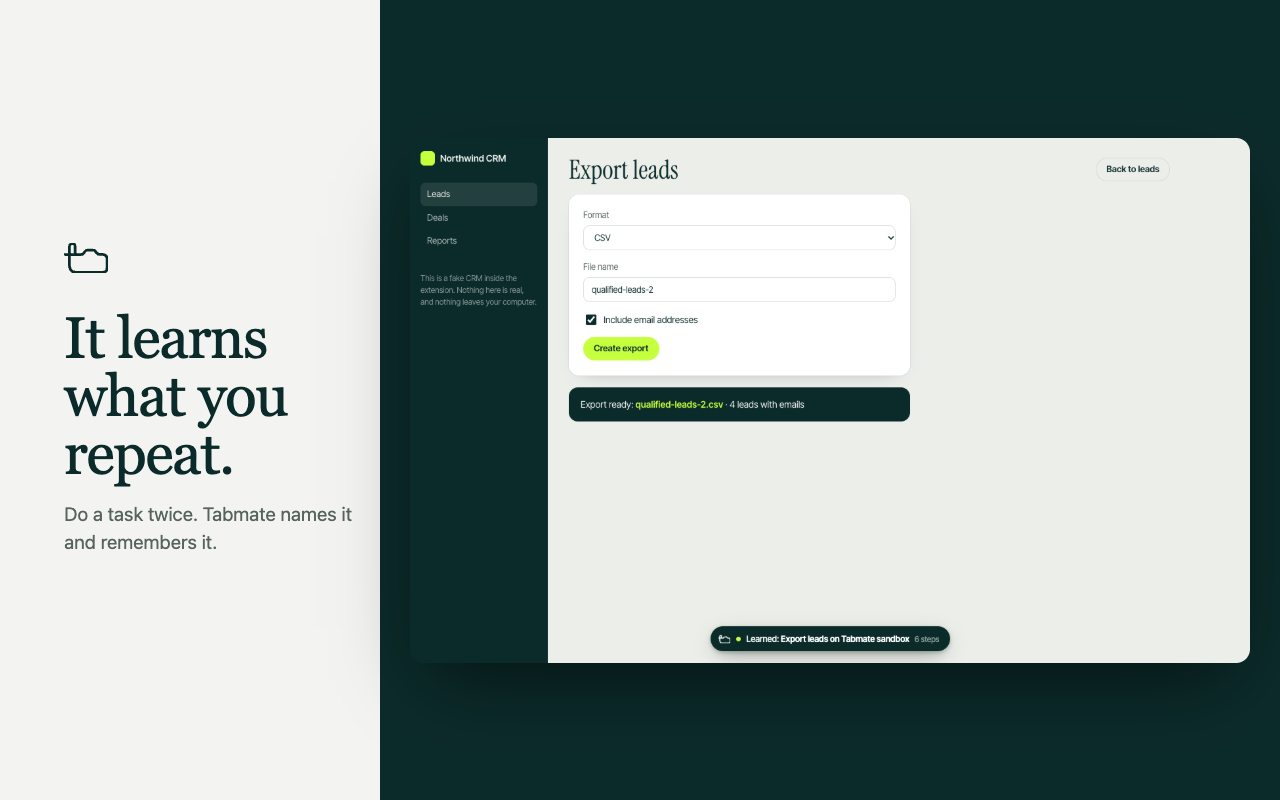 It learns
what you
repeat.
Do a task twice. Tabmate names it
and remembers it.
Northwind CRM
Leads
Deals
Reports
This is a fake CRM inside the
extension. Nothing here is real,
and nothing leaves your computer.
Export leads
Back to leads
Format
CSV
File name
qualified-leads-2
Include email addresses
Create export
Export ready: qualified-leads-2.csv · 4 leads with emails
Learned: Export leads on Tabmate sandbox 6 steps